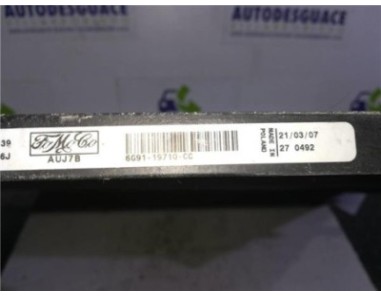 AUTODESGUACE
AUTODESGUACE
39
6J
FoMoCo
AUJ7B
6G91-19710-CC
MADE IN
POLAND
21/03/07
27 0492